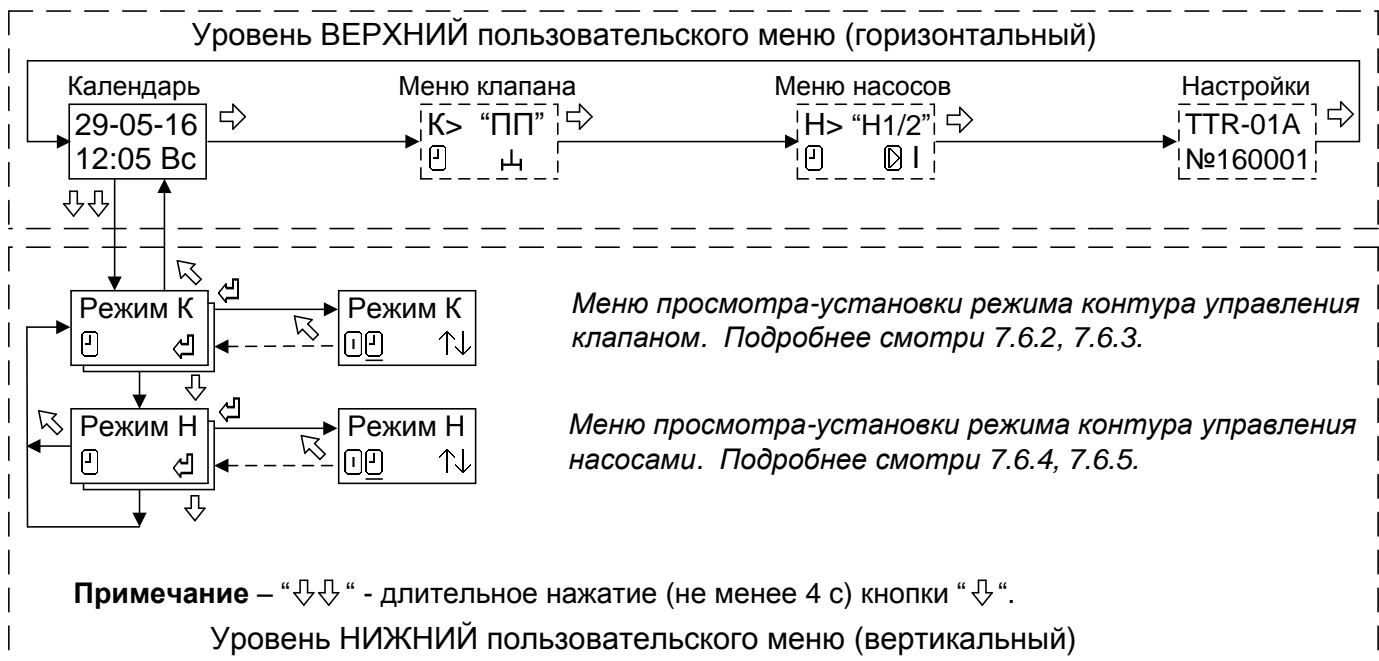 Уровень ВЕРХНИЙ пользовательского меню (горизонтальный)
Календарь
Меню клапана
Меню насосов
Настройки
29-05-16
12:05 Вс
К> “ПП”
Н> “Н1/2”
I
TTR-01A
№160001
Режим К
Режим К
Меню просмотра-установки режима контура управления
клапаном. Подробнее смотри 7.6.2, 7.6.3.
Режим Н
Режим Н
Меню просмотра-установки режима контура управления
насосами. Подробнее смотри 7.6.4, 7.6.5.
Примечание – “⇩⇩“ - длительное нажатие (не менее 4 с) кнопки “⇩“.
Уровень НИЖНИЙ пользовательского меню (вертикальный)